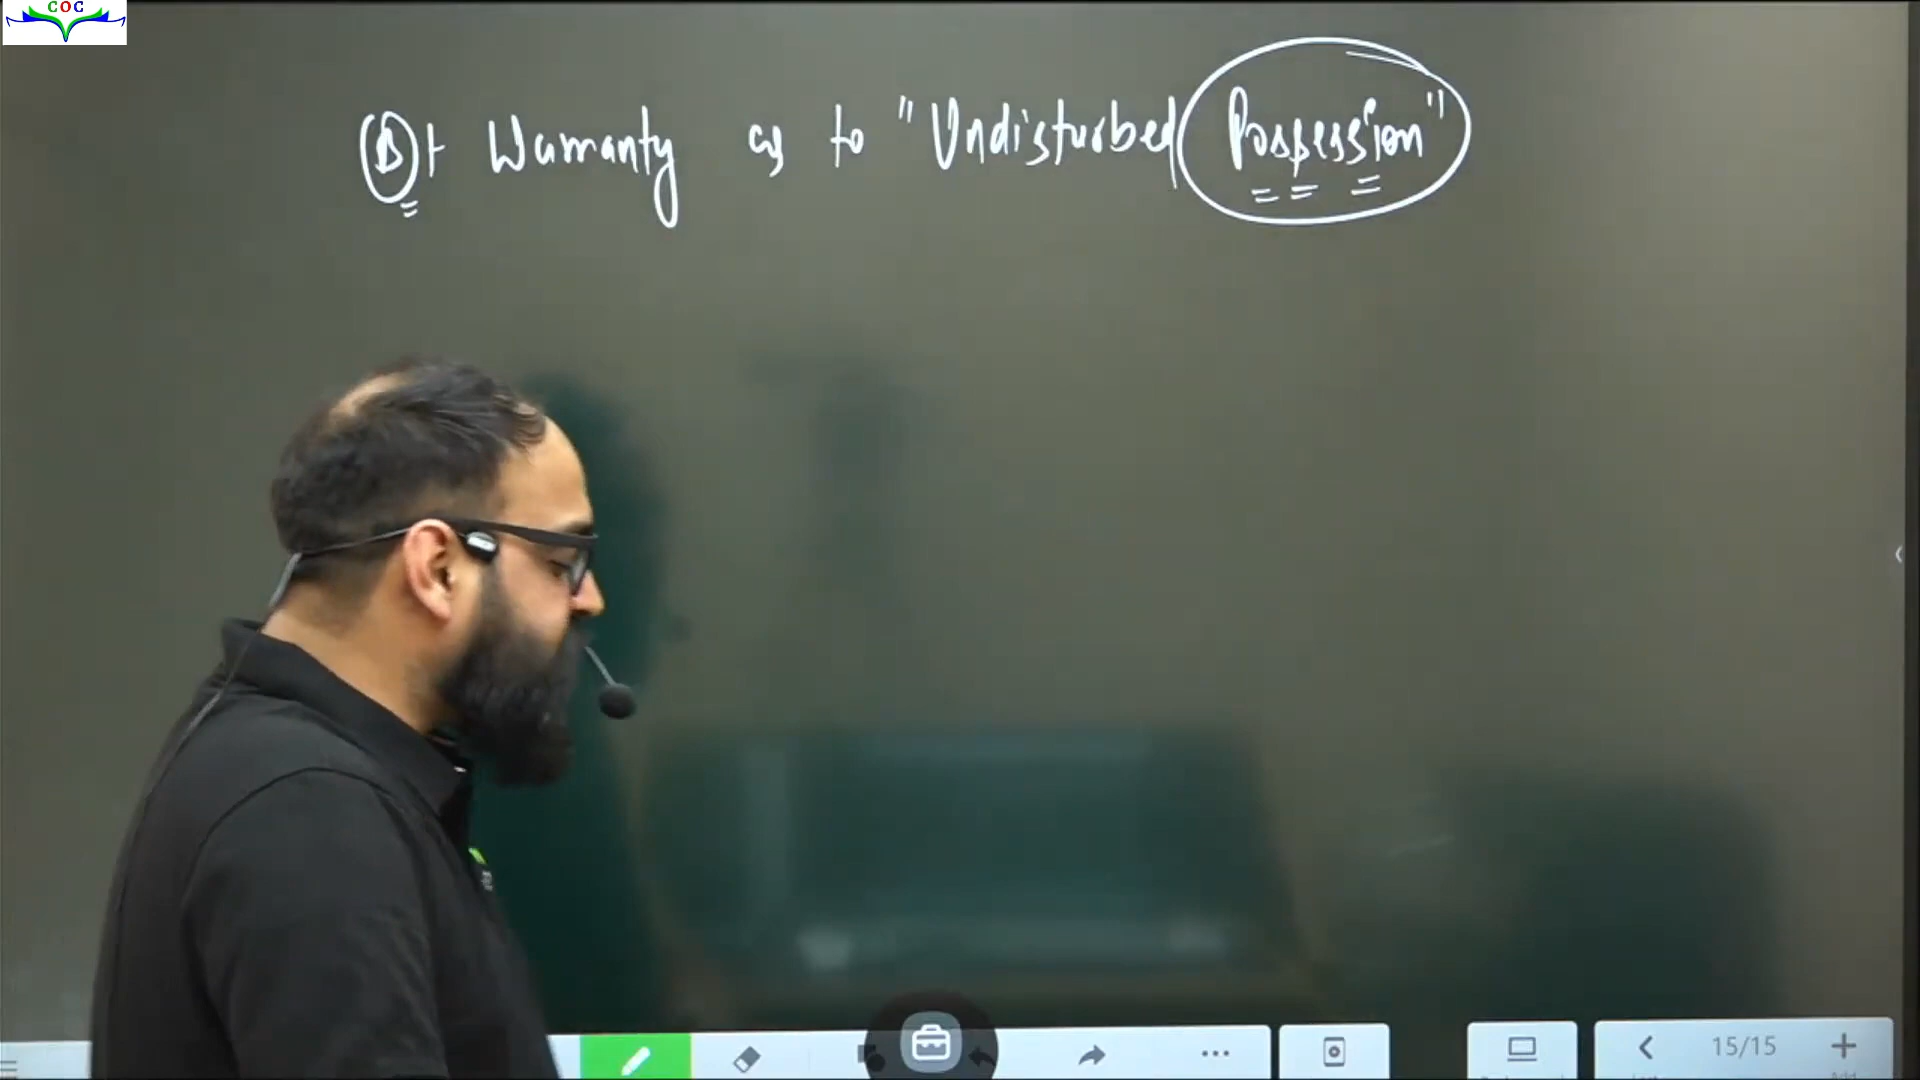 COC
(B)+ Warranty as to "Undisturbed Possession"
15/15